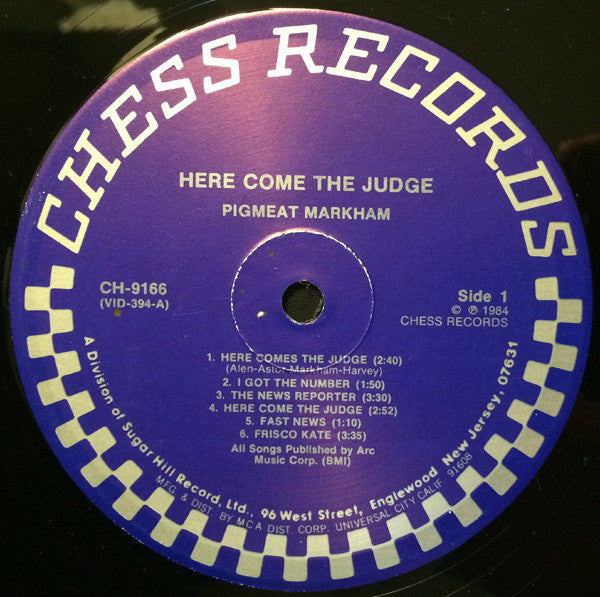 CHESS RECORDS
HERE COME THE JUDGE
PIGMEAT MARKHAM
CH-9166
(VID-394-A)
Side 1
© ℗ 1984
CHESS RECORDS
1. HERE COMES THE JUDGE (2:40)
(Alen-Astor-Markham-Harvey)
2. I GOT THE NUMBER (1:50)
3. THE NEWS REPORTER (3:30)
4. HERE COME THE JUDGE (2:52)
5. FAST NEWS (1:10)
6. FRISCO KATE (3:35)
All Songs Published by Arc
Music Corp. (BMI)
A Division of Sugar Hill Record, Ltd., 96 West Street, Englewood New Jersey, 07631
MFG. & DIST. BY MCA DIST. CORP. UNIVERSAL CITY CALIF. 91608